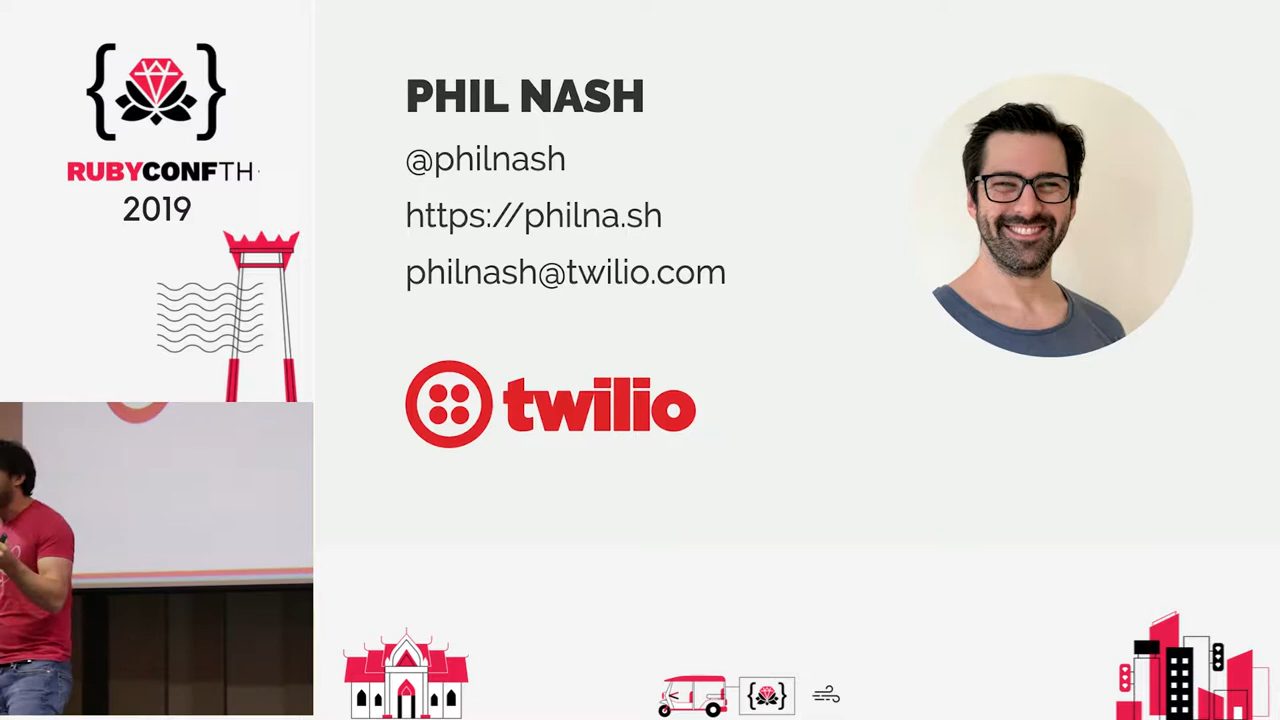 RUBYCONFTH
2019
PHIL NASH
@philnash
https://philna.sh
philnash@twilio.com
twilio